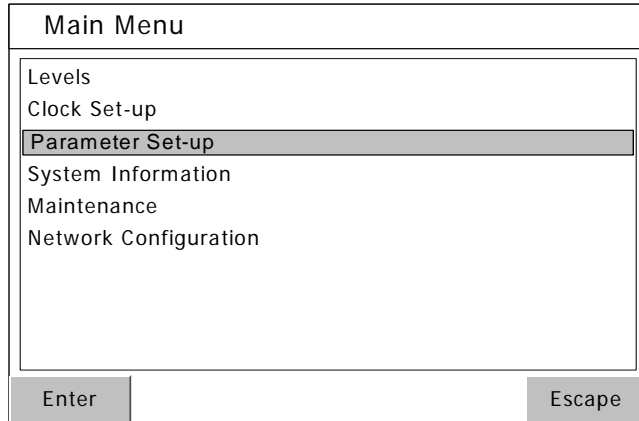 Main Menu
Levels
Clock Set-up
Parameter Set-up
System Information
Maintenance
Network Configuration
Enter
Escape